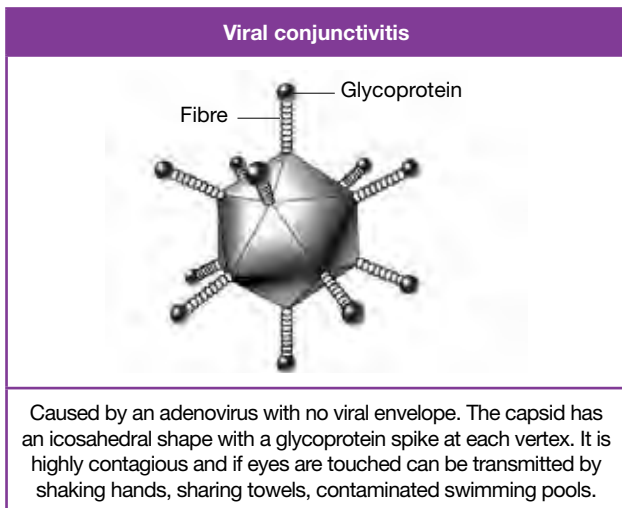 Viral conjunctivitis
Glycoprotein
Fibre
Caused by an adenovirus with no viral envelope. The capsid has
an icosahedral shape with a glycoprotein spike at each vertex. It is
highly contagious and if eyes are touched can be transmitted by
shaking hands, sharing towels, contaminated swimming pools.